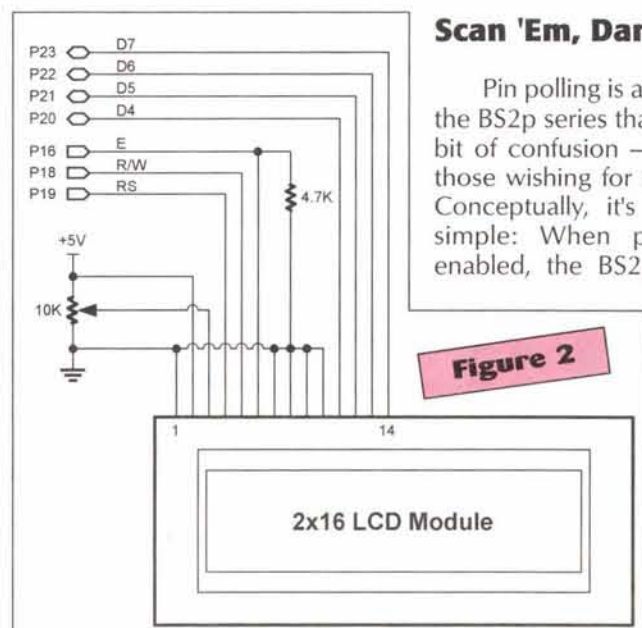 Scan 'Em, Dan
Pin polling is a
the BS2p series tha
bit of confusion –
those wishing for
Conceptually, it's
simple: When p
enabled, the BS2
P23 D7
P22 D6
P21 D5
P20 D4
P16 E
P18 R/W
P19 RS
4.7K
+5V
10K
Figure 2
1 14
2x16 LCD Module